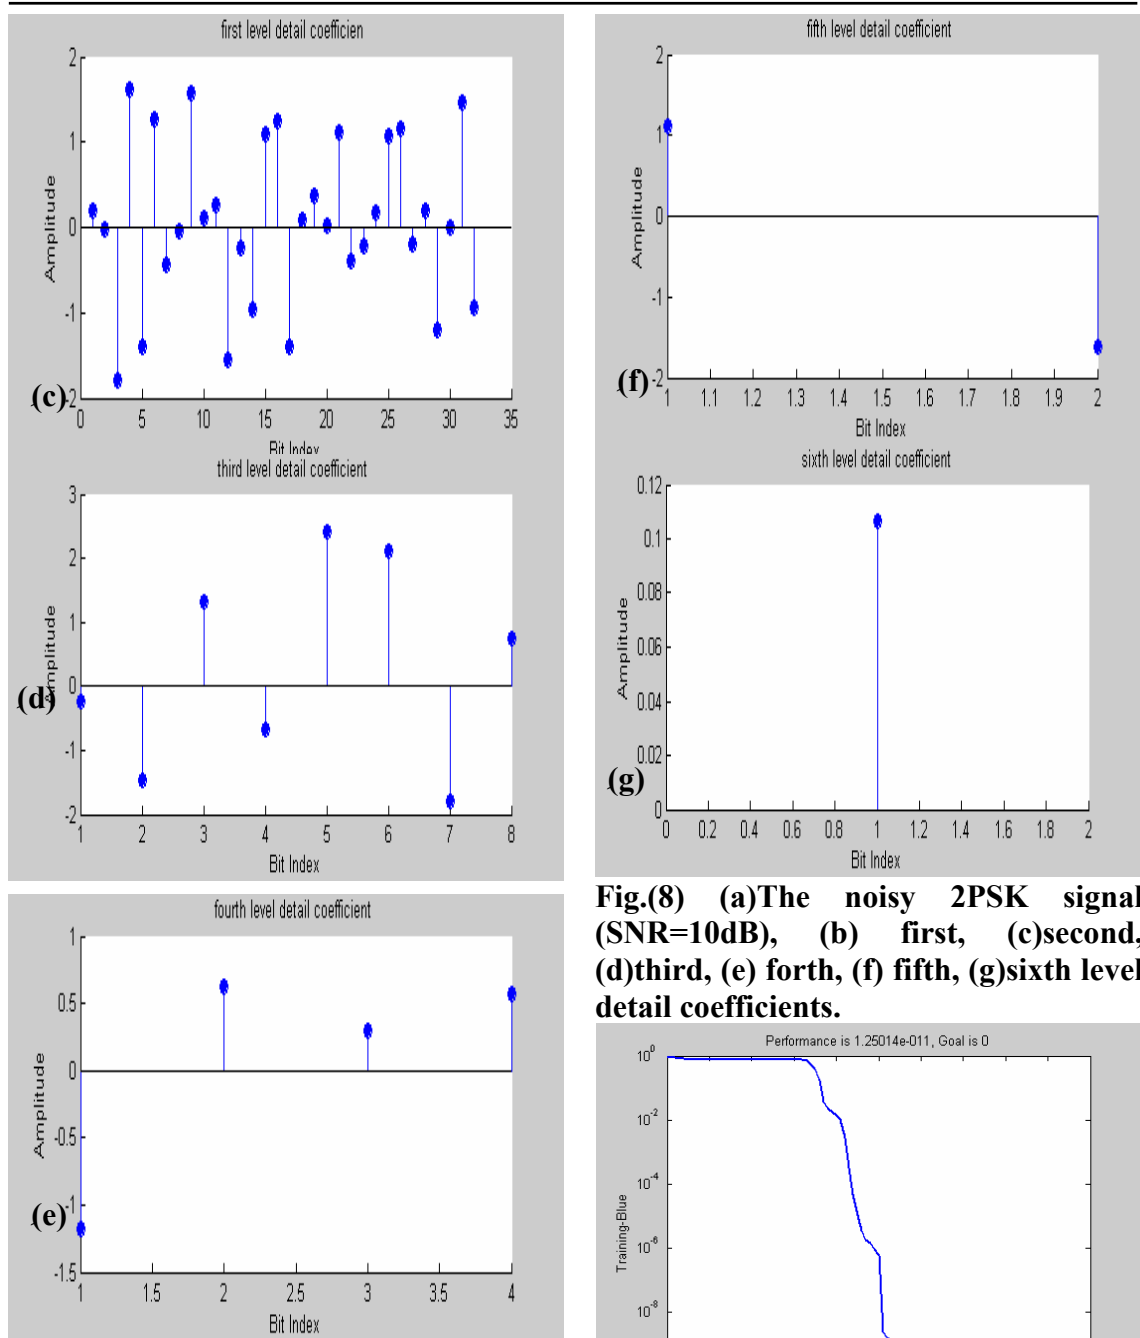 first level detail coefficien
2
1
0
-1
-2
Amplitude
(c)
0 5 10 15 20 25 30 35
Bit Index
third level detail coefficient
3
2
1
0
-1
-2
Amplitude
(d)
1 2 3 4 5 6 7 8
Bit Index
fourth level detail coefficient
1
0.5
0
-0.5
-1
-1.5
Amplitude
(e)
1 1.5 2 2.5 3 3.5 4
Bit Index
fifth level detail coefficient
2
1
0
-1
-2
Amplitude
(f)
1 1.1 1.2 1.3 1.4 1.5 1.6 1.7 1.8 1.9 2
Bit Index
sixth level detail coefficient
0.12
0.1
0.08
0.06
0.04
0.02
0
Amplitude
(g)
0 0.2 0.4 0.6 0.8 1 1.2 1.4 1.6 1.8 2
Bit Index
Fig.(8) (a)The noisy 2PSK signal
(SNR=10dB), (b) first, (c)second,
(d)third, (e) forth, (f) fifth, (g)sixth level
detail coefficients.
Performance is 1.25014e-011, Goal is 0
10^0
10^-2
10^-4
10^-6
10^-8
Training-Blue